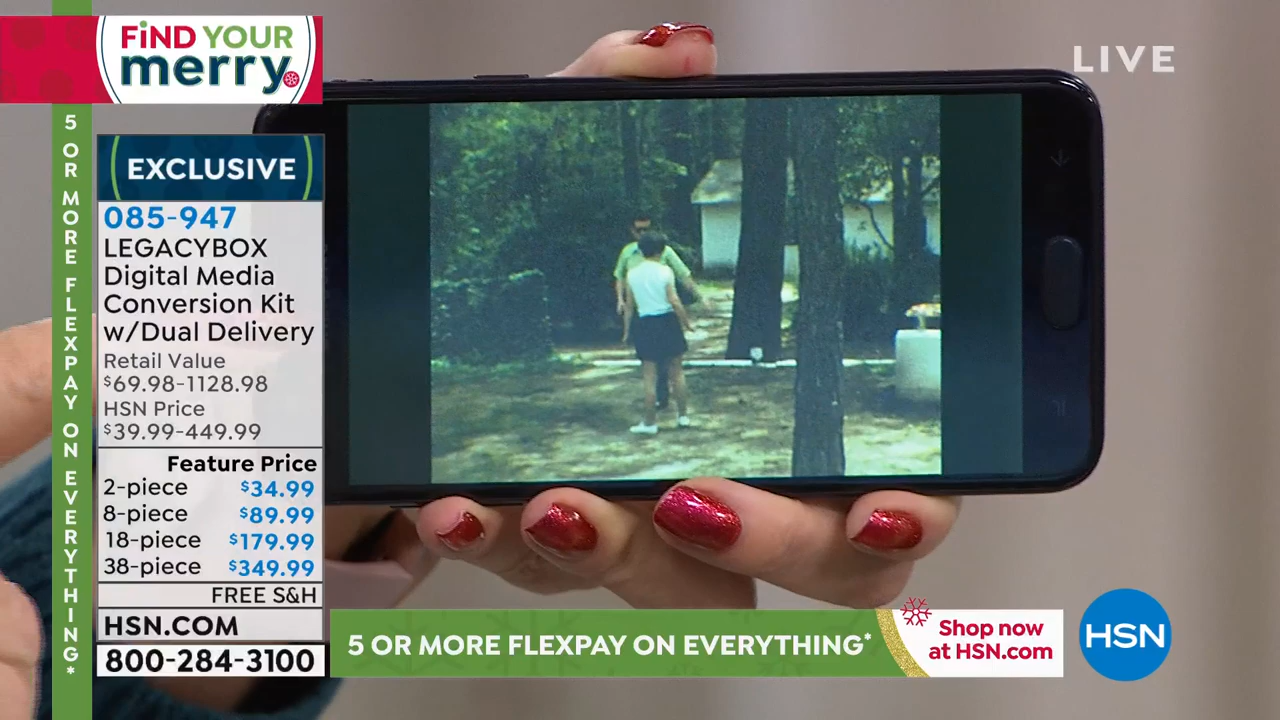 FiND YOUR
merry.
LIVE
5 OR MORE FLEXPAY ON EVERYTHING*
EXCLUSIVE
085-947
LEGACYBOX
Digital Media
Conversion Kit
w/Dual Delivery
Retail Value
$69.98-1128.98
HSN Price
$39.99-449.99
Feature Price
2-piece $34.99
8-piece $89.99
18-piece $179.99
38-piece $349.99
FREE S&H
HSN.COM
800-284-3100
5 OR MORE FLEXPAY ON EVERYTHING*
Shop now
at HSN.com
HSN